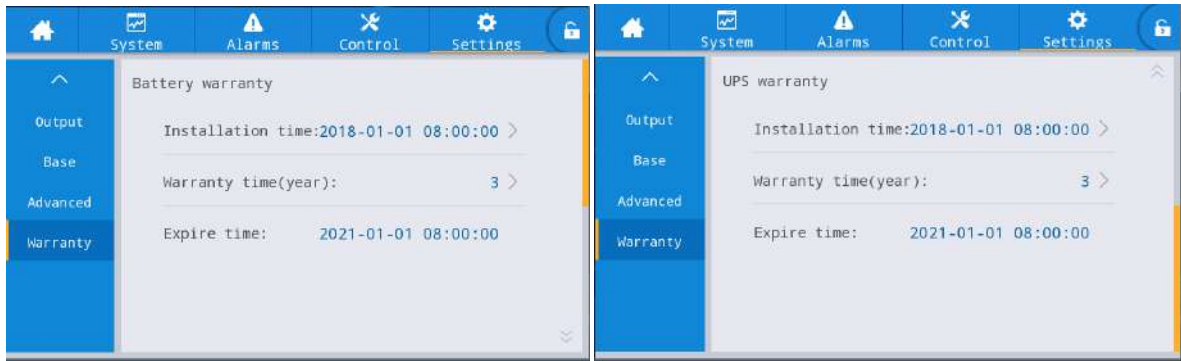 System Alarms Control Settings
Output
Base
Advanced
Warranty
Battery warranty
Installation time:2018-01-01 08:00:00
Warranty time(year): 3
Expire time: 2021-01-01 08:00:00
System Alarms Control Settings
Output
Base
Advanced
Warranty
UPS warranty
Installation time:2018-01-01 08:00:00
Warranty time(year): 3
Expire time: 2021-01-01 08:00:00